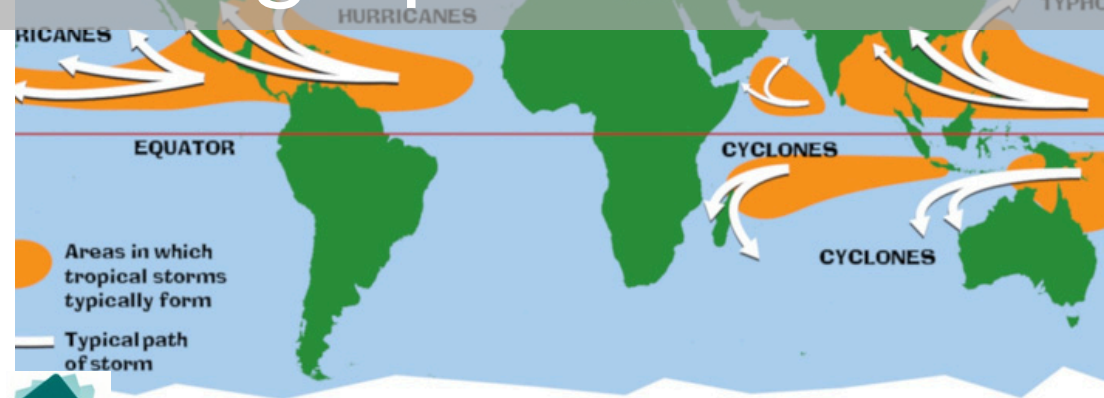 HURRICANES
RICANES
EQUATOR
CYCLONES
CYCLONES
Areas in which
tropical storms
typically form
Typical path
of storm